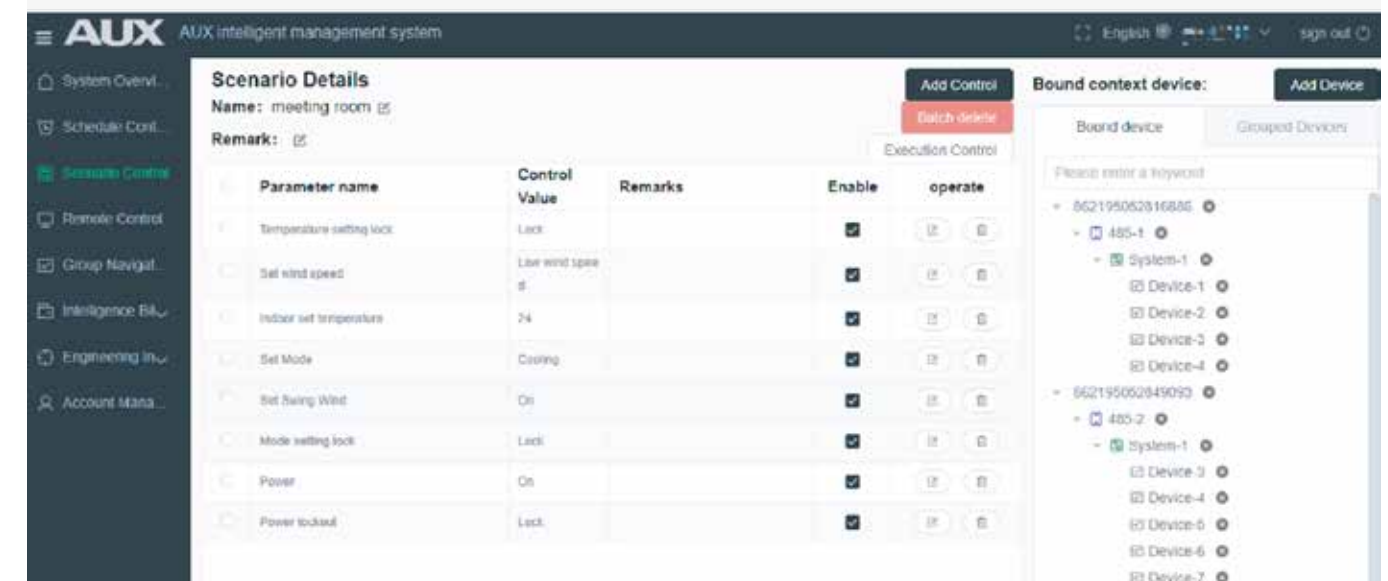 AUX AUX intelligent management system
English
sign out
System Overvi...
Schedule Cont...
Scenario Control
Remote Control
Group Navigat...
Intelligence Bil...
Engineering In...
Account Mana...
Scenario Details
Name: meeting room
Remark:
Add Control
Batch delete
Execution Control
Parameter name Control Value Remarks Enable operate
Temperature setting lock Lock
Set wind speed Low wind speed
Indoor set temperature 24
Set Mode Cooling
Set Swing Wind On
Mode setting lock Lock
Power On
Power lockout Lock
Bound context device: Add Device
Bound device Grouped Devices
Please enter a keyword
862195062816886
485-1
System-1
Device-1
Device-2
Device-3
Device-4
862195062849093
485-2
System-1
Device-3
Device-4
Device-5
Device-6
Device-7